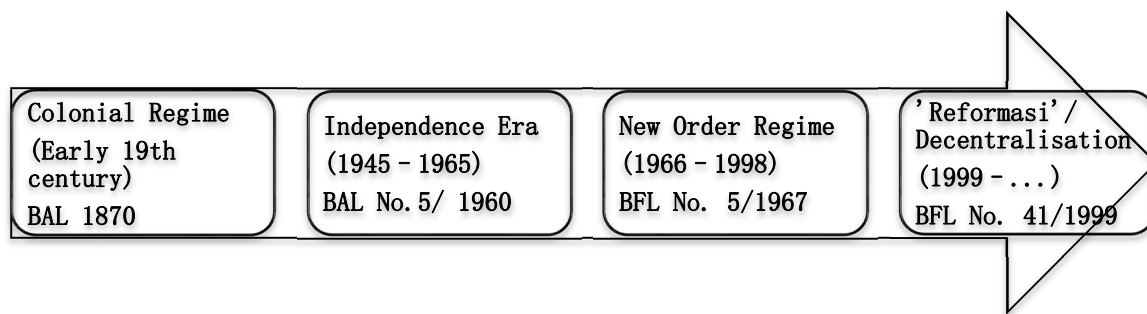 Colonial Regime
(Early 19th
century)
BAL 1870
Independence Era
(1945 – 1965)
BAL No.5/ 1960
New Order Regime
(1966 – 1998)
BFL No. 5/1967
'Reformasi'/
Decentralisation
(1999 –...)
BFL No. 41/1999